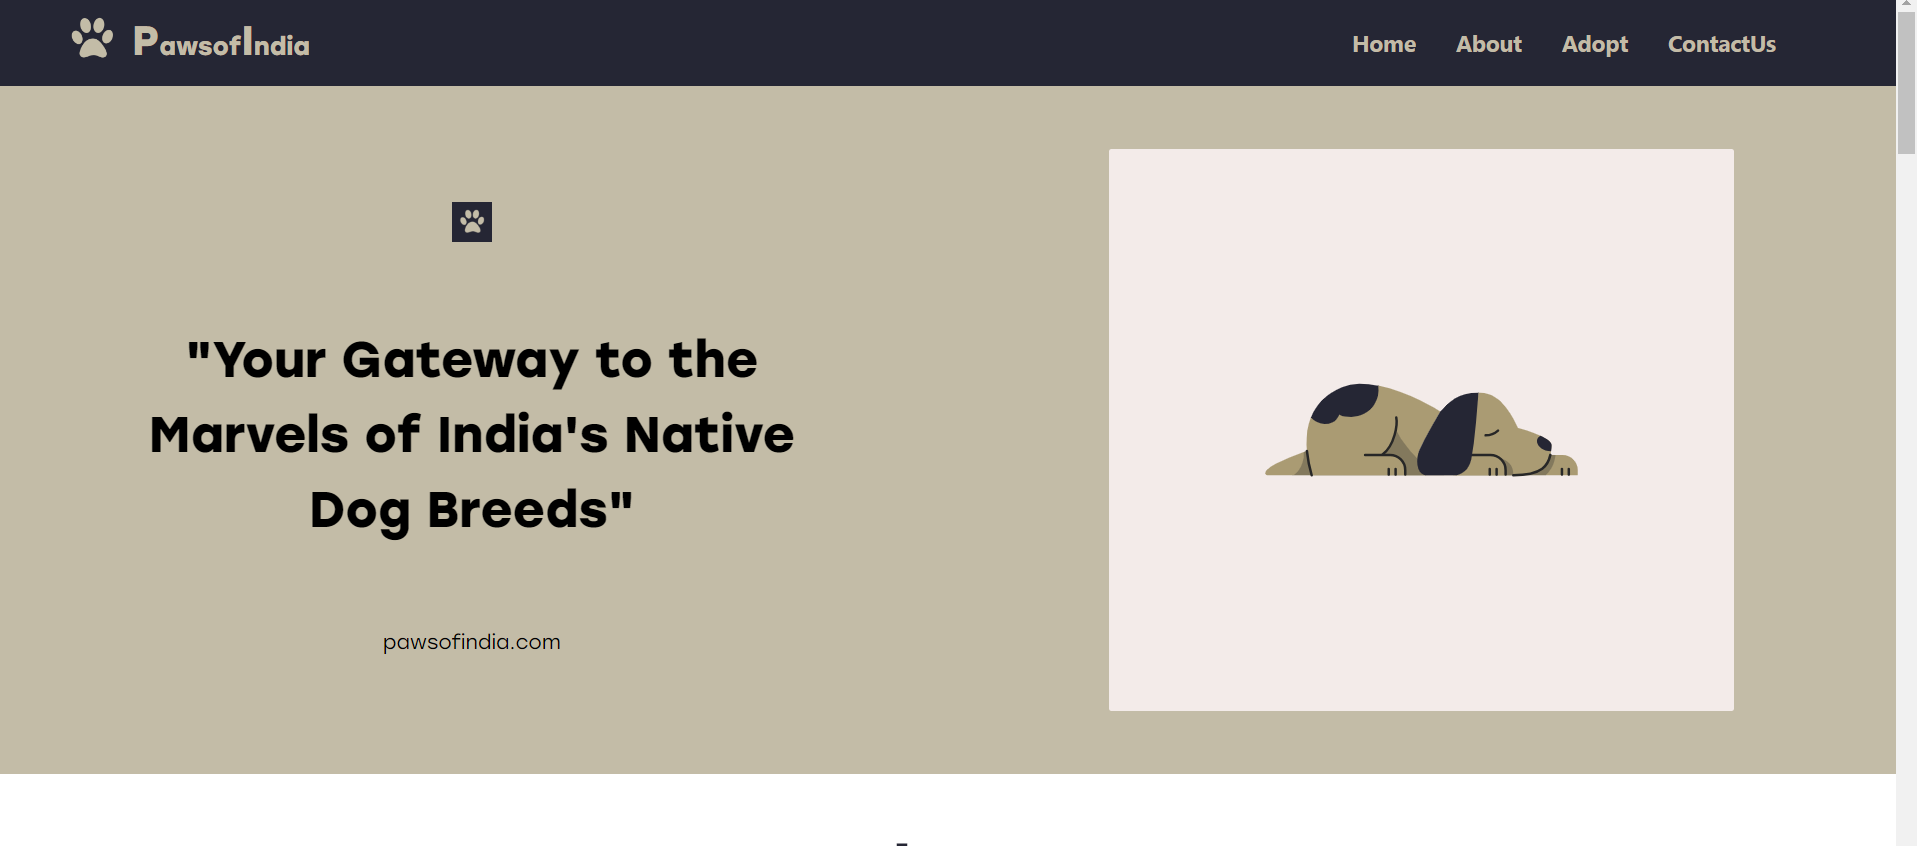 PawsofIndia
Home About Adopt ContactUs
"Your Gateway to the
Marvels of India's Native
Dog Breeds"
pawsofindia.com